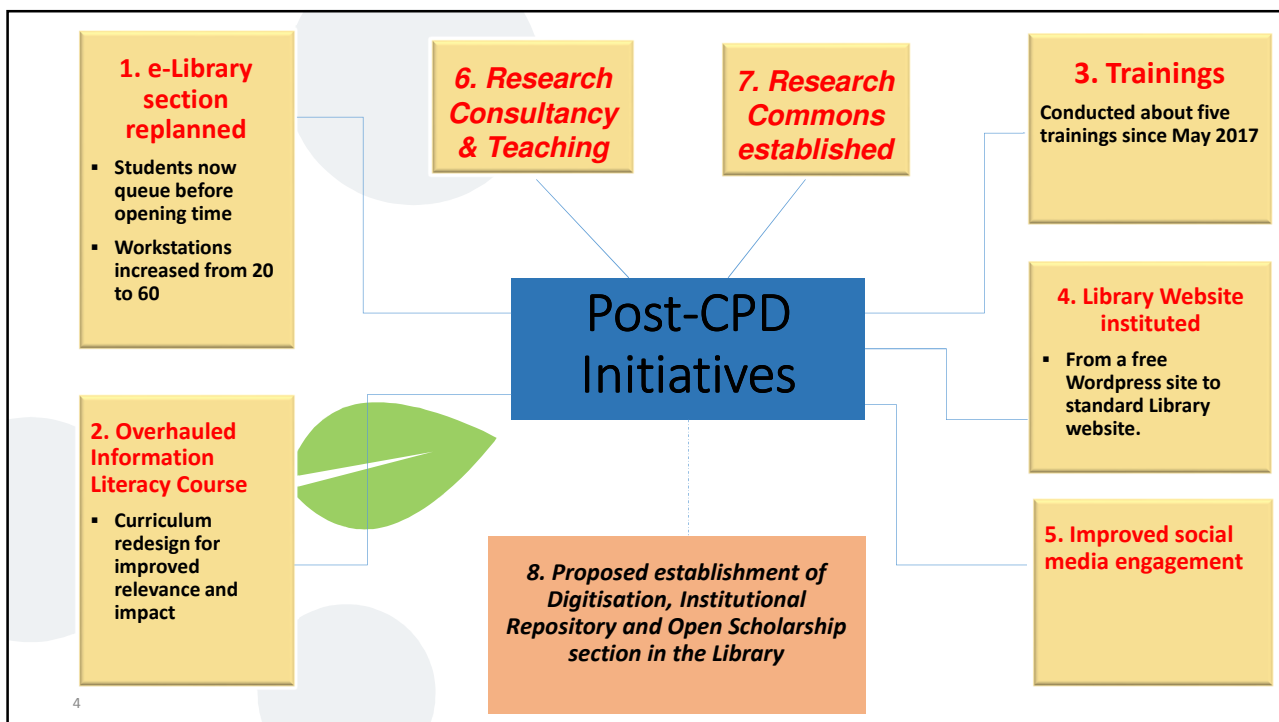 1. e-Library
section
replanned
▪ Students now
queue before
opening time
▪ Workstations
increased from 20
to 60
6. Research
Consultancy
& Teaching
7. Research
Commons
established
3. Trainings
Conducted about five
trainings since May 2017
Post-CPD
Initiatives
4. Library Website
instituted
▪ From a free
Wordpress site to
standard Library
website.
2. Overhauled
Information
Literacy Course
▪ Curriculum
redesign for
improved
relevance and
impact
5. Improved social
media engagement
8. Proposed establishment of
Digitisation, Institutional
Repository and Open Scholarship
section in the Library
4